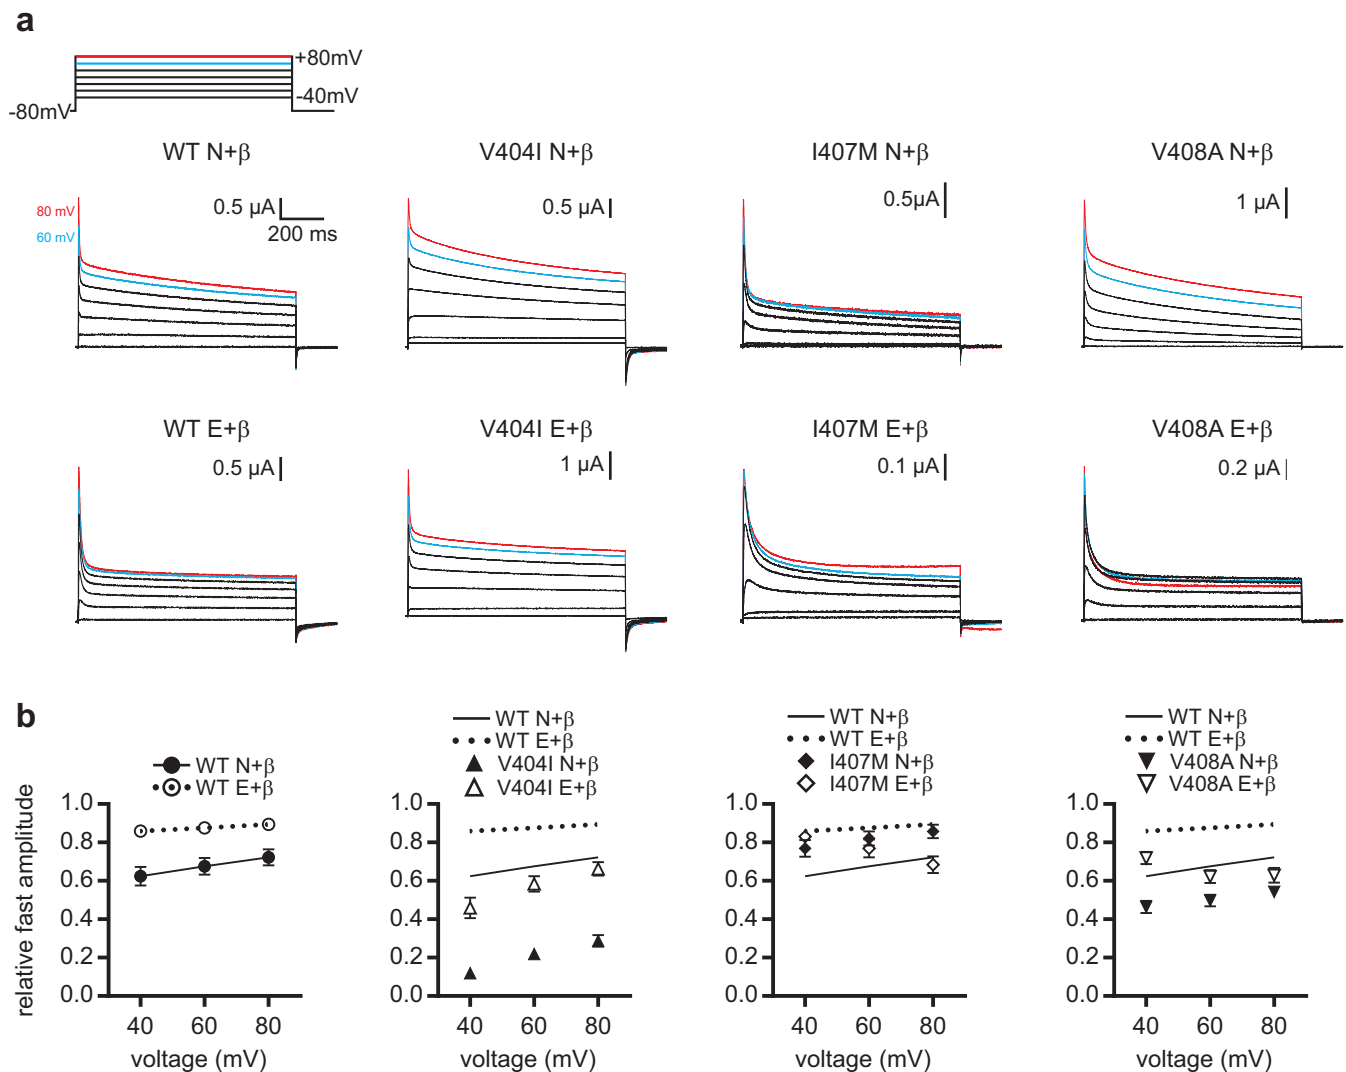 a
+80mV
-40mV
-80mV
WT N+β
V404I N+β
I407M N+β
V408A N+β
80 mV
60 mV
0.5 µA
200 ms
0.5 µA
0.5µA
1 µA
WT E+β
V404I E+β
I407M E+β
V408A E+β
0.5 µA
1 µA
0.1 µA
0.2 µA
b
WT N+β
WT E+β
WT N+β
WT E+β
V404I N+β
V404I E+β
WT N+β
WT E+β
I407M N+β
I407M E+β
WT N+β
WT E+β
V408A N+β
V408A E+β
relative fast amplitude
1.0
0.8
0.6
0.4
0.2
0.0
40 60 80
voltage (mV)
1.0
0.8
0.6
0.4
0.2
0.0
40 60 80
voltage (mV)
1.0
0.8
0.6
0.4
0.2
0.0
40 60 80
voltage (mV)
1.0
0.8
0.6
0.4
0.2
0.0
40 60 80
voltage (mV)